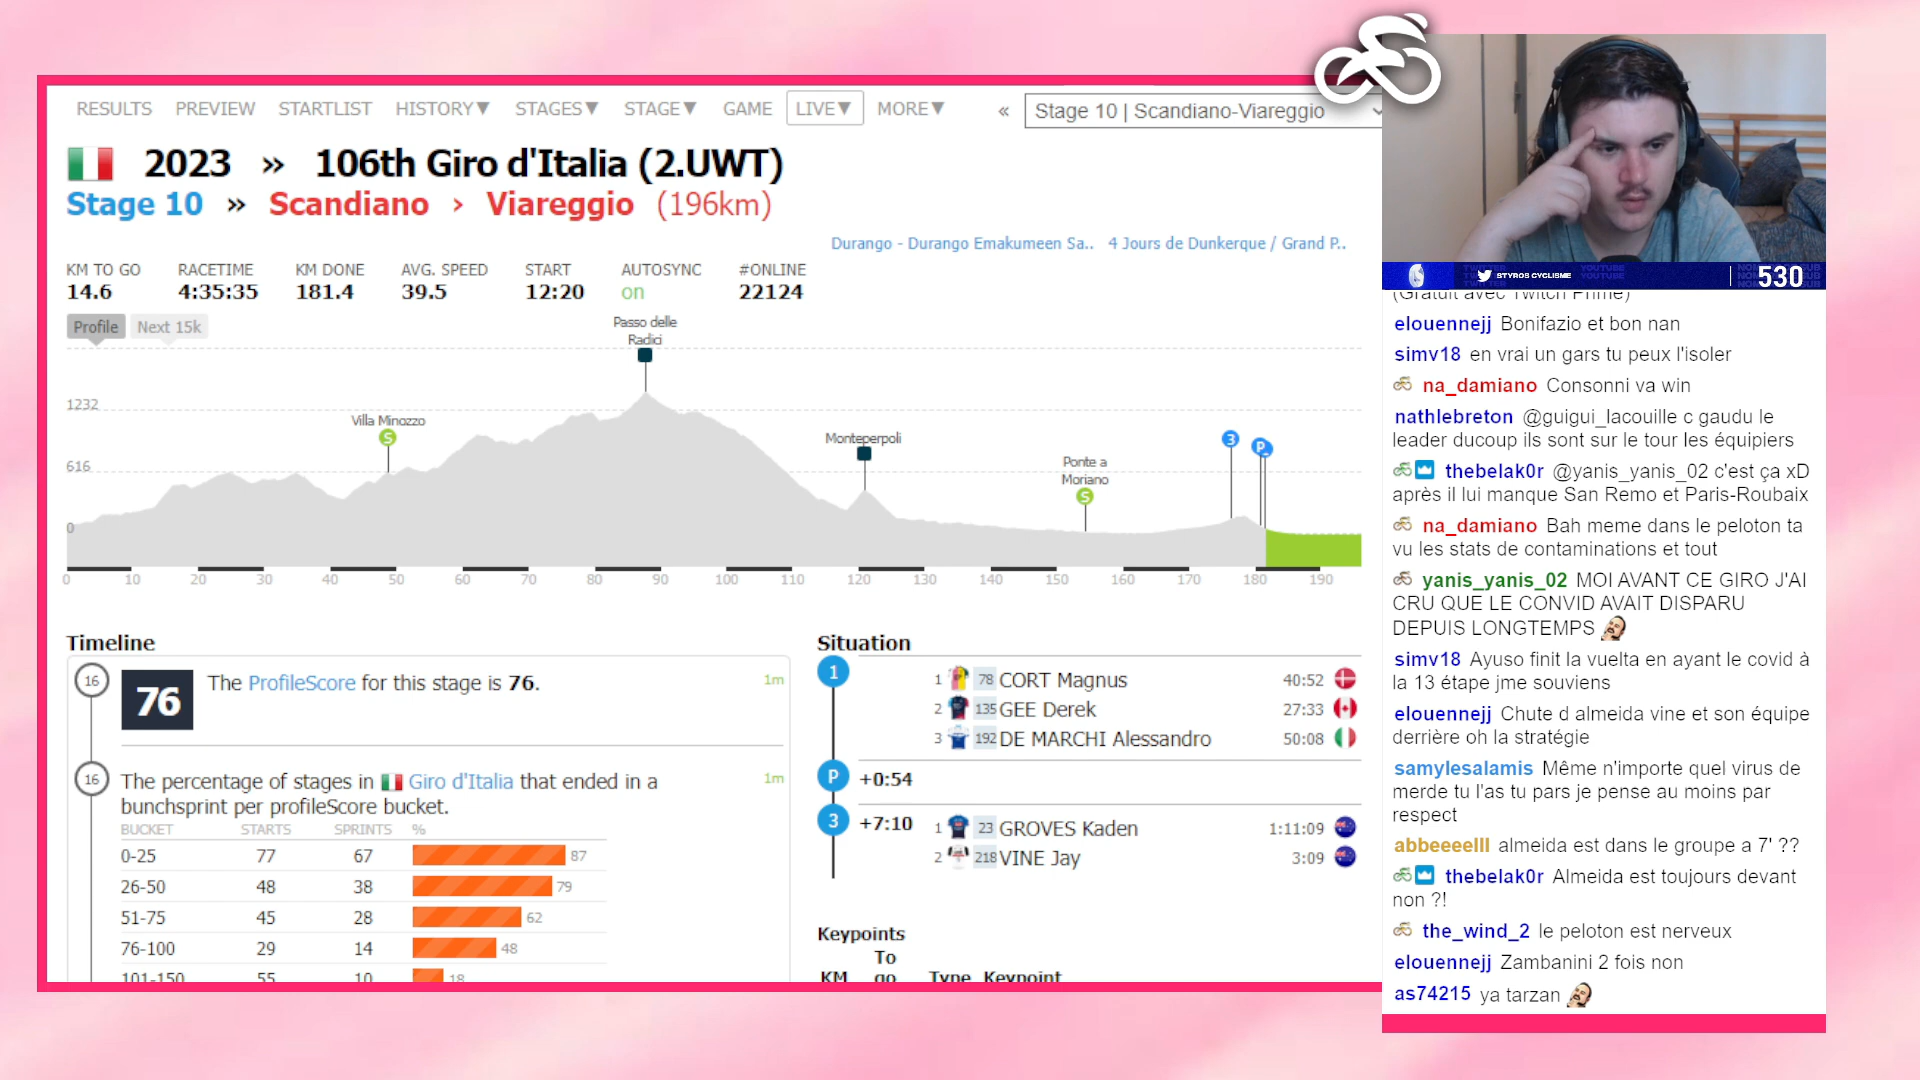 RESULTS PREVIEW STARTLIST HISTORY▼ STAGES▼ STAGE▼ GAME LIVE▼ MORE▼ « Stage 10 | Scandiano-Viareggio
2023 » 106th Giro d'Italia (2.UWT)
Stage 10 » Scandiano › Viareggio (196km)
Durango - Durango Emakumeen Sa.. 4 Jours de Dunkerque / Grand P..
KM TO GO RACETIME KM DONE AVG. SPEED START AUTOSYNC #ONLINE
14.6 4:35:35 181.4 39.5 12:20 on 22124
Profile Next 15k
Passo delle
Radici
1232
Villa Minozzo
S
Monteperpoli
3
P
616
Ponte a
Moriano
S
0
0 10 20 30 40 50 60 70 80 90 100 110 120 130 140 150 160 170 180 190
Timeline
16
76
The ProfileScore for this stage is 76.
1m
16
The percentage of stages in Giro d'Italia that ended in a
bunchsprint per profileScore bucket.
1m
BUCKET STARTS SPRINTS %
0-25 77 67 87
26-50 48 38 79
51-75 45 28 62
76-100 29 14 48
101-150 55 10 18
Situation
1
1 78 CORT Magnus 40:52
2 135 GEE Derek 27:33
3 192 DE MARCHI Alessandro 50:08
P +0:54
3 +7:10 1 23 GROVES Kaden 1:11:09
2 218 VINE Jay 3:09
Keypoints
To
KM go Type Keypoint
STYROS CYCLISME
530
(Gratuit avec Twitch Prime)
elouennejj Bonifazio et bon nan
simv18 en vrai un gars tu peux l'isoler
na_damiano Consonni va win
nathlebreton @guigui_lacouille c gaudu le
leader ducoup ils sont sur le tour les équipiers
thebelak0r @yanis_yanis_02 c'est ça xD
après il lui manque San Remo et Paris-Roubaix
na_damiano Bah meme dans le peloton ta
vu les stats de contaminations et tout
yanis_yanis_02 MOI AVANT CE GIRO J'AI
CRU QUE LE CONVID AVAIT DISPARU
DEPUIS LONGTEMPS
simv18 Ayuso finit la vuelta en ayant le covid à
la 13 étape jme souviens
elouennejj Chute d almeida vine et son équipe
derrière oh la stratégie
samylesalamis Même n'importe quel virus de
merde tu l'as tu pars je pense au moins par
respect
abbeeeelll almeida est dans le groupe a 7' ??
thebelak0r Almeida est toujours devant
non ?!
the_wind_2 le peloton est nerveux
elouennejj Zambanini 2 fois non
as74215 ya tarzan